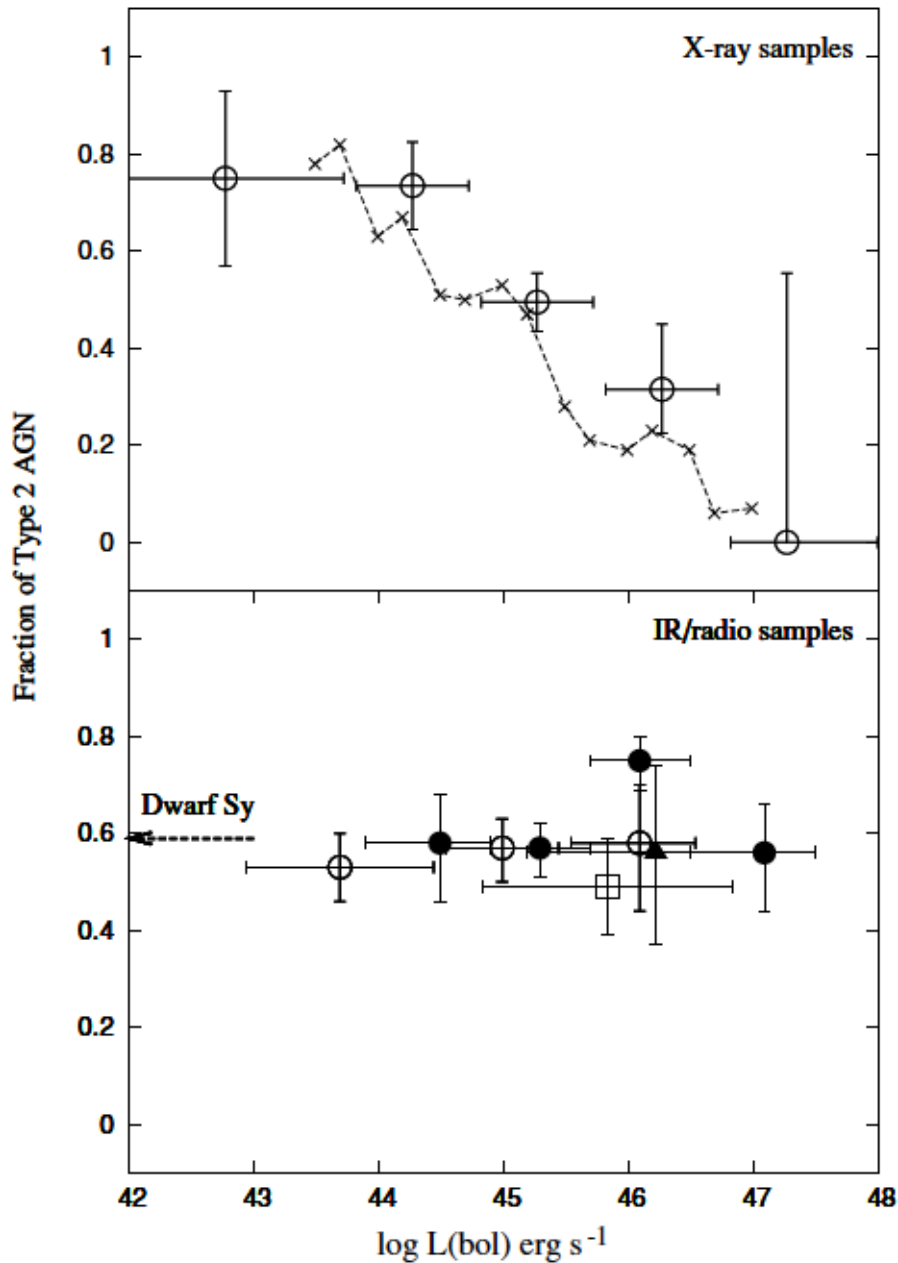 X-ray samples
1
0.8
0.6
0.4
0.2
0
Fraction of Type 2 AGN
IR/radio samples
1
0.8
Dwarf Sy
0.6
0.4
0.2
0
42 43 44 45 46 47 48
log L(bol) erg s⁻¹